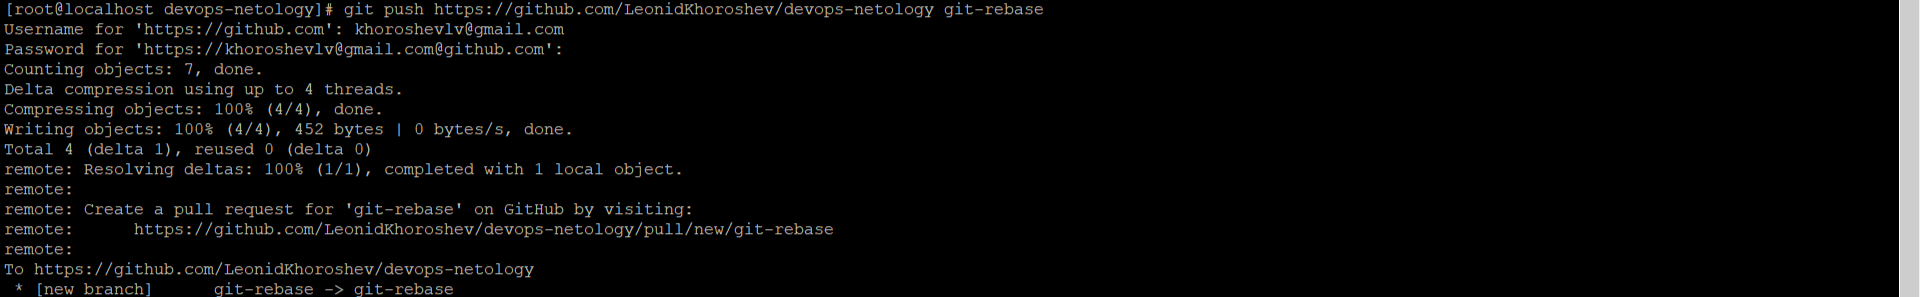 [root@localhost devops-netology]# git push https://github.com/LeonidKhoroshev/devops-netology git-rebase
Username for 'https://github.com': khoroshevlv@gmail.com
Password for 'https://khoroshevlv@gmail.com@github.com':
Counting objects: 7, done.
Delta compression using up to 4 threads.
Compressing objects: 100% (4/4), done.
Writing objects: 100% (4/4), 452 bytes | 0 bytes/s, done.
Total 4 (delta 1), reused 0 (delta 0)
remote: Resolving deltas: 100% (1/1), completed with 1 local object.
remote:
remote: Create a pull request for 'git-rebase' on GitHub by visiting:
remote:      https://github.com/LeonidKhoroshev/devops-netology/pull/new/git-rebase
remote:
To https://github.com/LeonidKhoroshev/devops-netology
 * [new branch]      git-rebase -> git-rebase